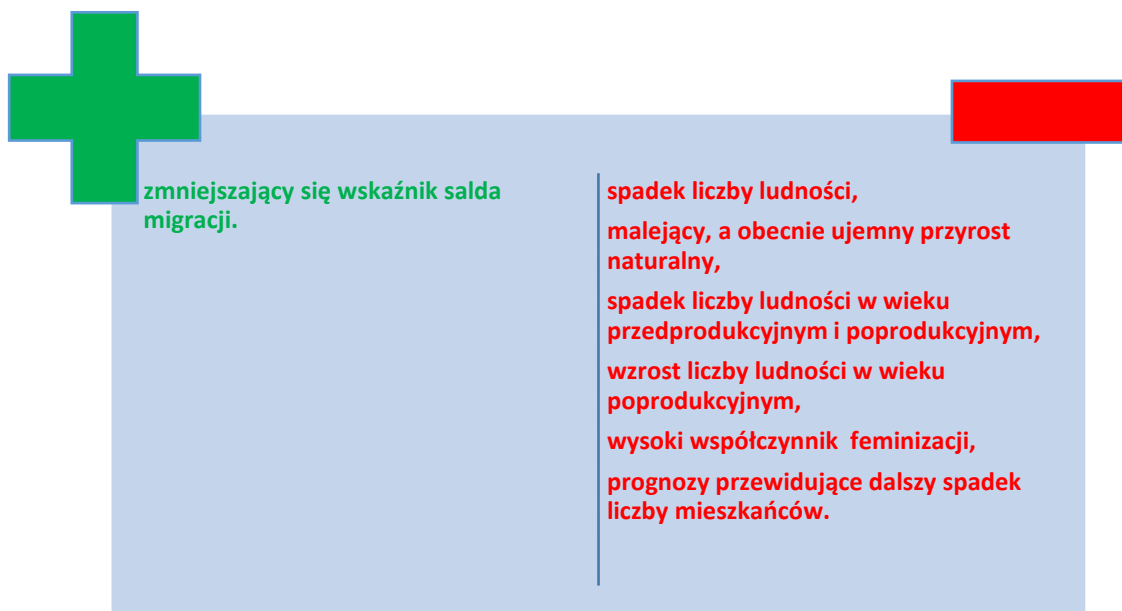 zmniejszający się wskaźnik salda
migracji.
spadek liczby ludności,
malejący, a obecnie ujemny przyrost
naturalny,
spadek liczby ludności w wieku
przedprodukcyjnym i poprodukcyjnym,
wzrost liczby ludności w wieku
poprodukcyjnym,
wysoki współczynnik  feminizacji,
prognozy przewidujące dalszy spadek
liczby mieszkańców.